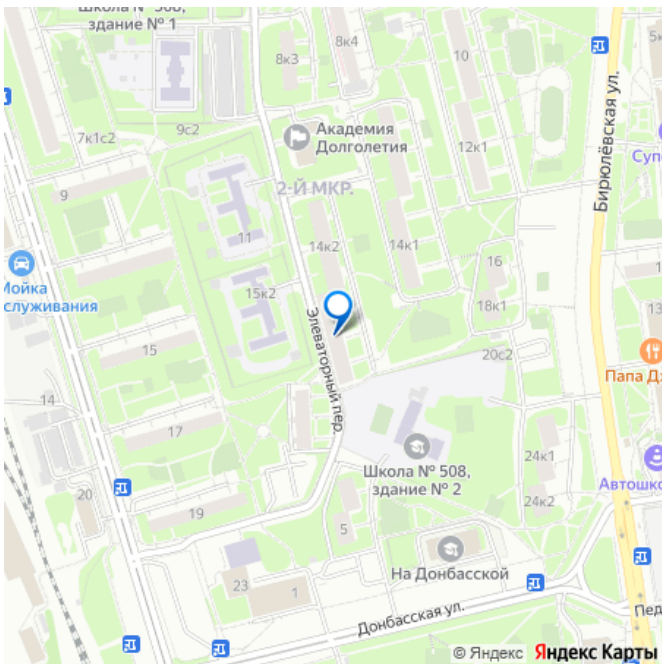 Школа № 508,
здание № 1
8к4
8к3
10
5к
Бирюлёвская ул.
7к1с2
9с2
Академия
Долголетия
12к1
Суп
2-Й МКР.
9
11
14к2
14к1
16
Мойка
служивания
15к2
18к1
13
Элеваторный пер.
15
20с2
Папа Д
14
17
24к1
Школа № 508,
здание № 2
Автошко
20
24к2
19
5
На Донбасской
23
1
Донбасская ул.
Пед
© Яндекс Яндекс Карты